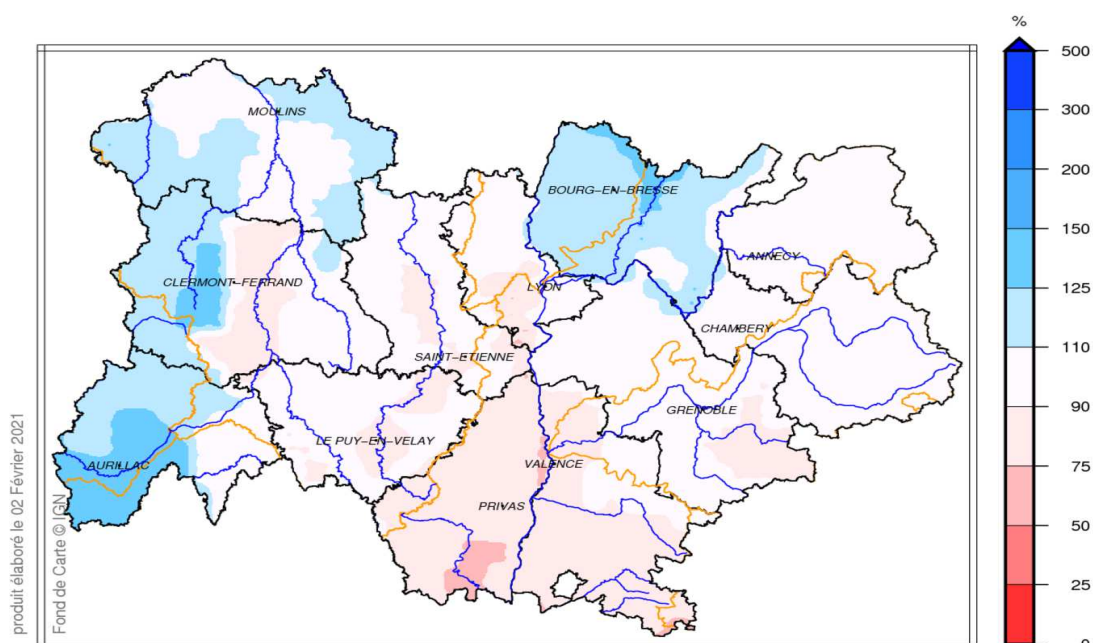 %
500
300
200
150
125
110
90
75
50
25
MOULINS
BOURG-EN-BRESSE
ANNECY
CLERMONT-FERRAND
LYON
CHAMBERY
SAINT-ETIENNE
GRENOBLE
LE PUY-EN-VELAY
AURILLAC
VALENCE
PRIVAS
produit élaboré le 02 Février 2021
Fond de Carte © IGN